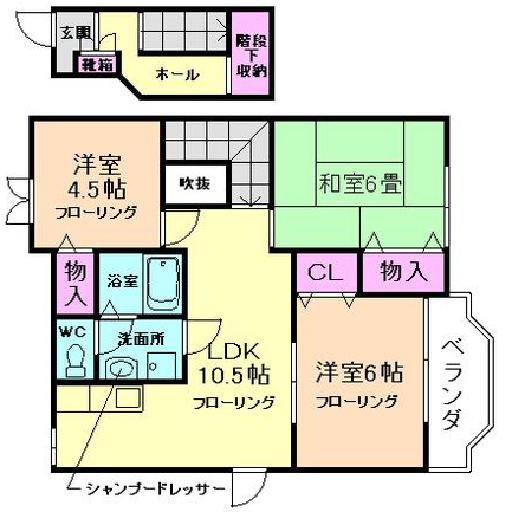 玄関
靴箱
ホール
階段
下
収納
洋室
4.5帖
フローリング
吹抜
和室6畳
物
入
浴室
CL
物入
WC
洗面所
LDK
10.5帖
フローリング
洋室6帖
フローリング
ベランダ
シャンプードレッサー